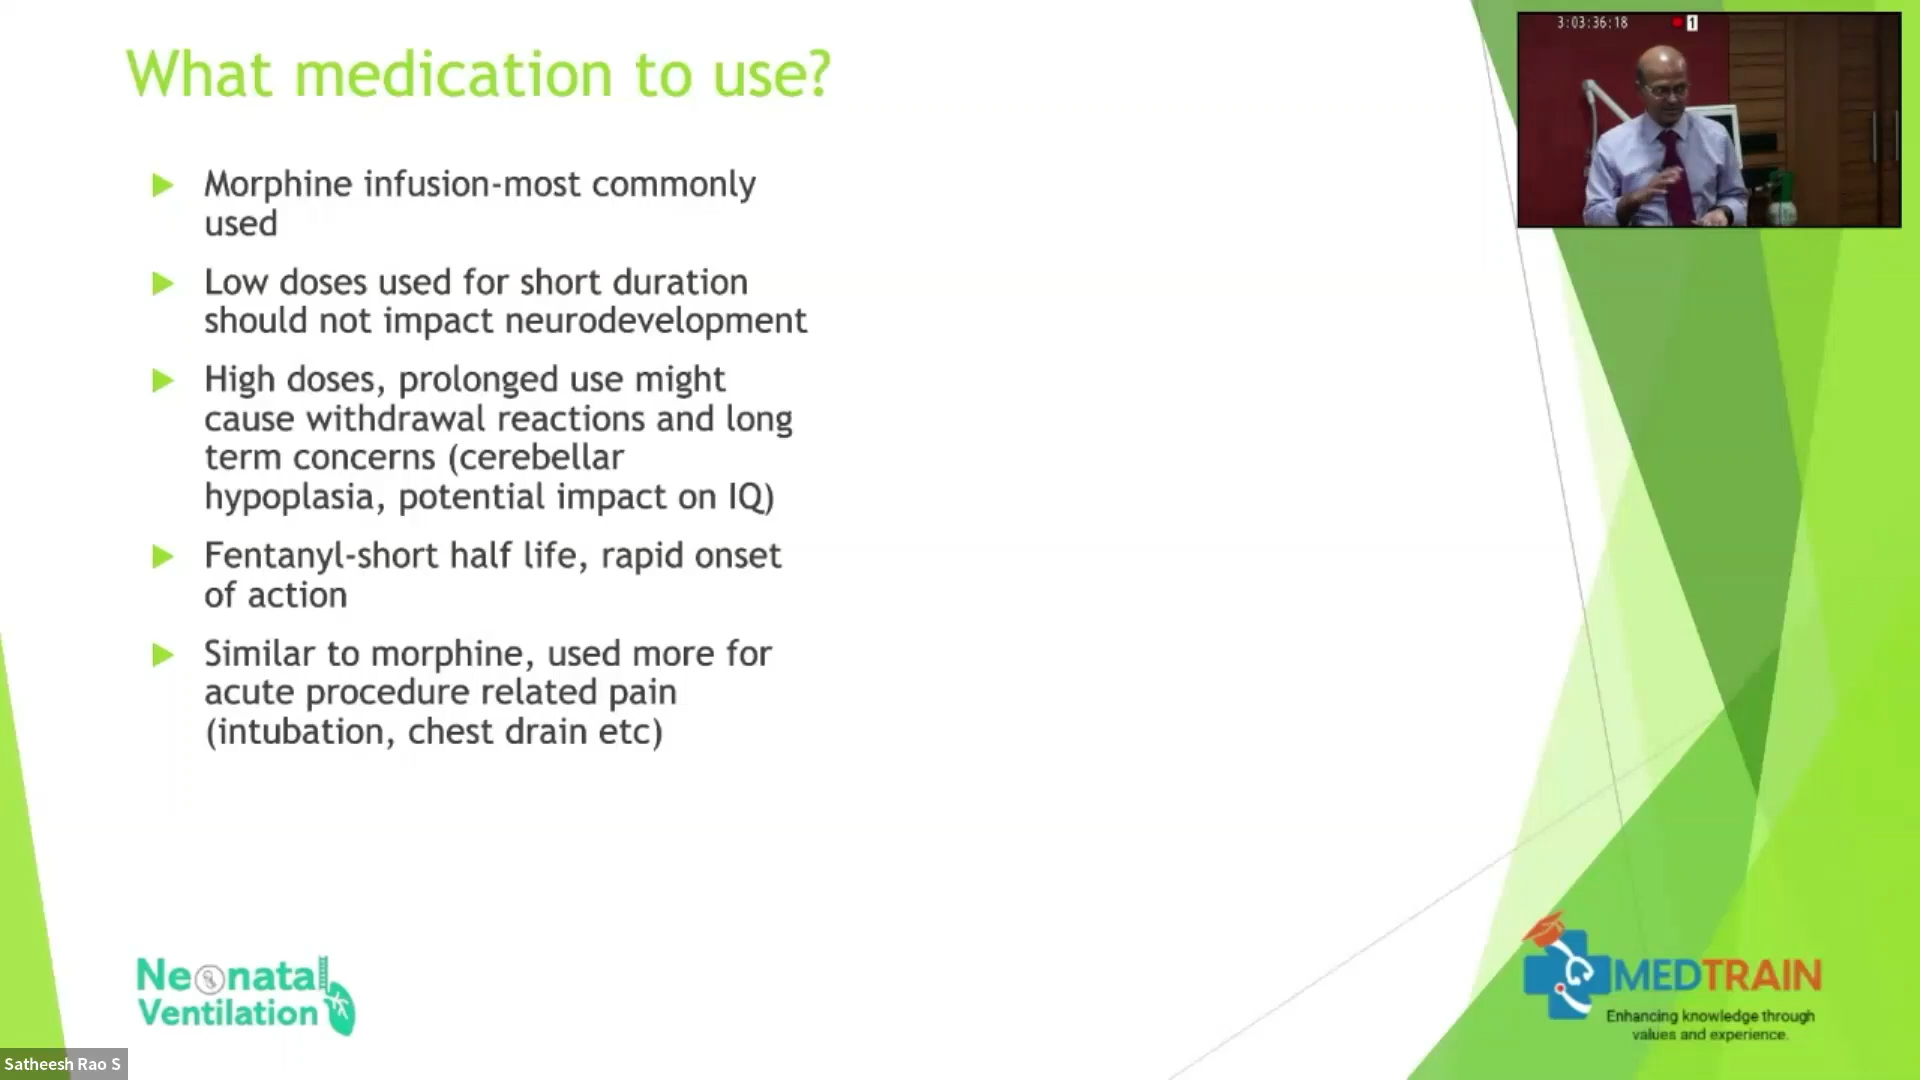 What medication to use?
3:03:36:18
1
Morphine infusion-most commonly
used
Low doses used for short duration
should not impact neurodevelopment
High doses, prolonged use might
cause withdrawal reactions and long
term concerns (cerebellar
hypoplasia, potential impact on IQ)
Fentanyl-short half life, rapid onset
of action
Similar to morphine, used more for
acute procedure related pain
(intubation, chest drain etc)
Neonatal
Ventilation
MEDTRAIN
Enhancing knowledge through
values and experience.
Satheesh Rao S